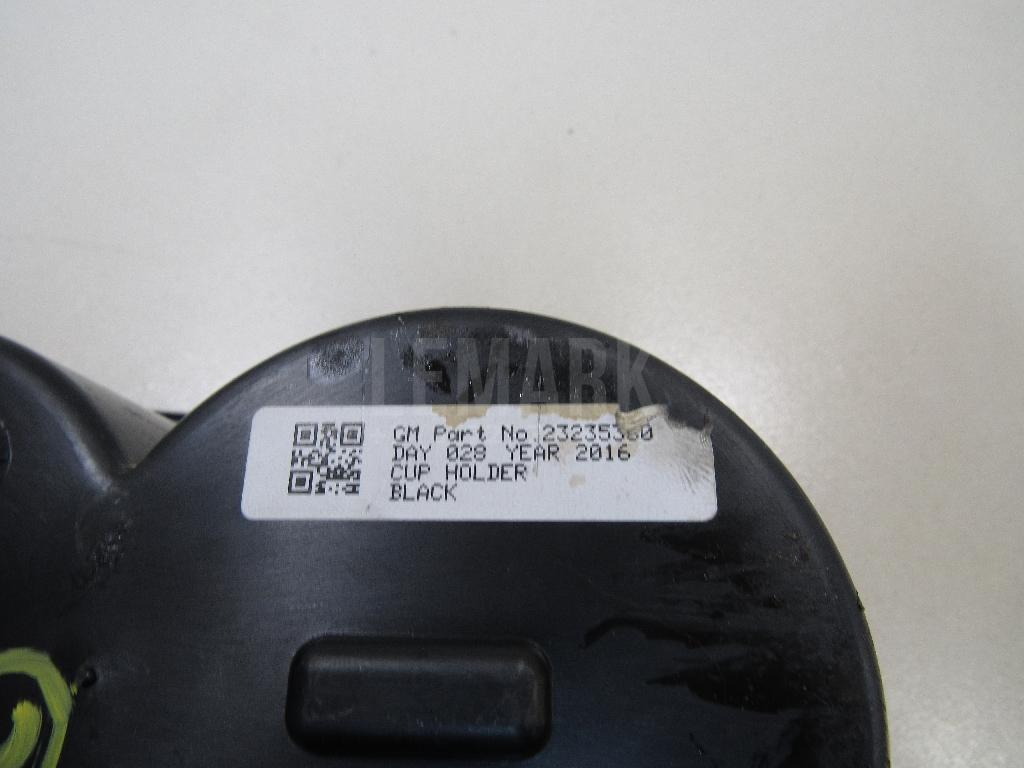 LEMARK
GM Part No.23235360
DAY 028 YEAR 2016
CUP HOLDER
BLACK